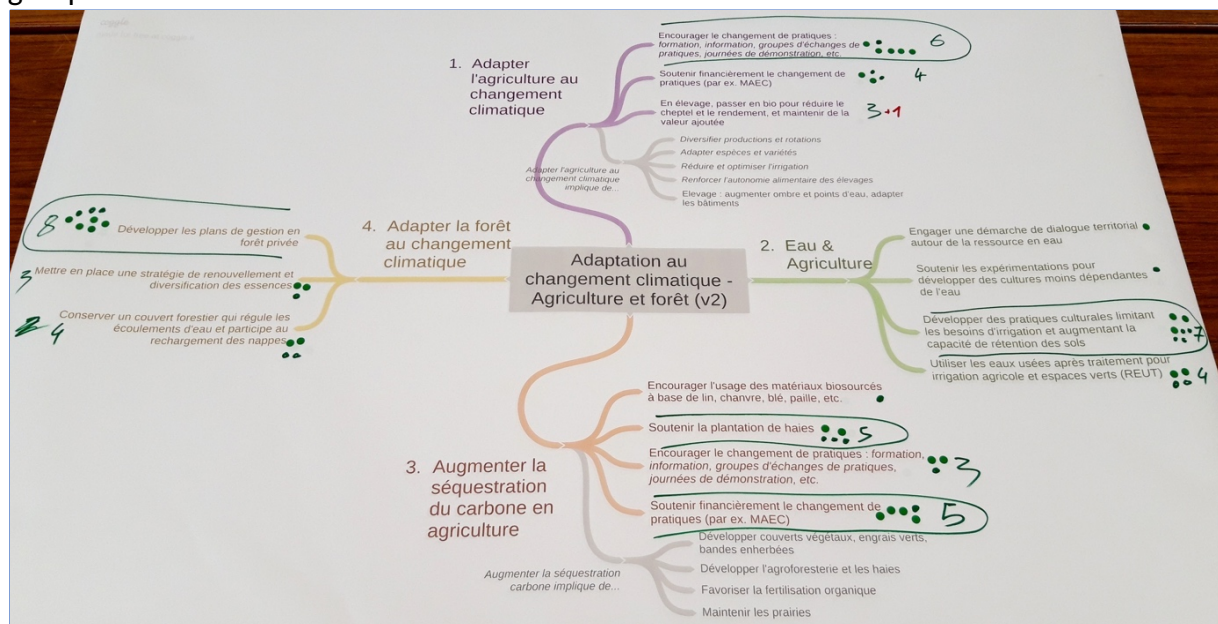 1. Adapter
l'agriculture au
changement
climatique
Encourager le changement de pratiques :
formation, information, groupes d'échanges de
pratiques, journées de démonstration, etc.
6
Soutenir financièrement le changement de
pratiques (par ex. MAEC)
4
En élevage, passer en bio pour réduire le
cheptel et le rendement, et maintenir de la
valeur ajoutée
3+1
Adapter l'agriculture au
changement climatique
implique de...
Diversifier productions et rotations
Adapter espèces et variétés
Réduire et optimiser l'irrigation
Renforcer l'autonomie alimentaire des élevages
Elevage : augmenter ombre et points d'eau, adapter
les bâtiments
Adaptation au
changement climatique -
Agriculture et forêt (v2)
2. Eau &
Agriculture
Engager une démarche de dialogue territorial
autour de la ressource en eau
Soutenir les expérimentations pour
développer des cultures moins dépendantes
de l'eau
Développer des pratiques culturales limitant
les besoins d'irrigation et augmentant la
capacité de rétention des sols
7
Utiliser les eaux usées après traitement pour
irrigation agricole et espaces verts (REUT)
4
4. Adapter la forêt
au changement
climatique
8
Développer les plans de gestion en
forêt privée
3
Mettre en place une stratégie de renouvellement et
diversification des essences
4
Conserver un couvert forestier qui régule les
écoulements d'eau et participe au
rechargement des nappes
3. Augmenter la
séquestration
du carbone en
agriculture
Encourager l'usage des matériaux biosourcés
à base de lin, chanvre, blé, paille, etc.
Soutenir la plantation de haies
5
Encourager le changement de pratiques : formation,
information, groupes d'échanges de pratiques,
journées de démonstration, etc.
3
Soutenir financièrement le changement de
pratiques (par ex. MAEC)
5
Augmenter la séquestration
carbone implique de...
Développer couverts végétaux, engrais verts,
bandes enherbées
Développer l'agroforesterie et les haies
Favoriser la fertilisation organique
Maintenir les prairies